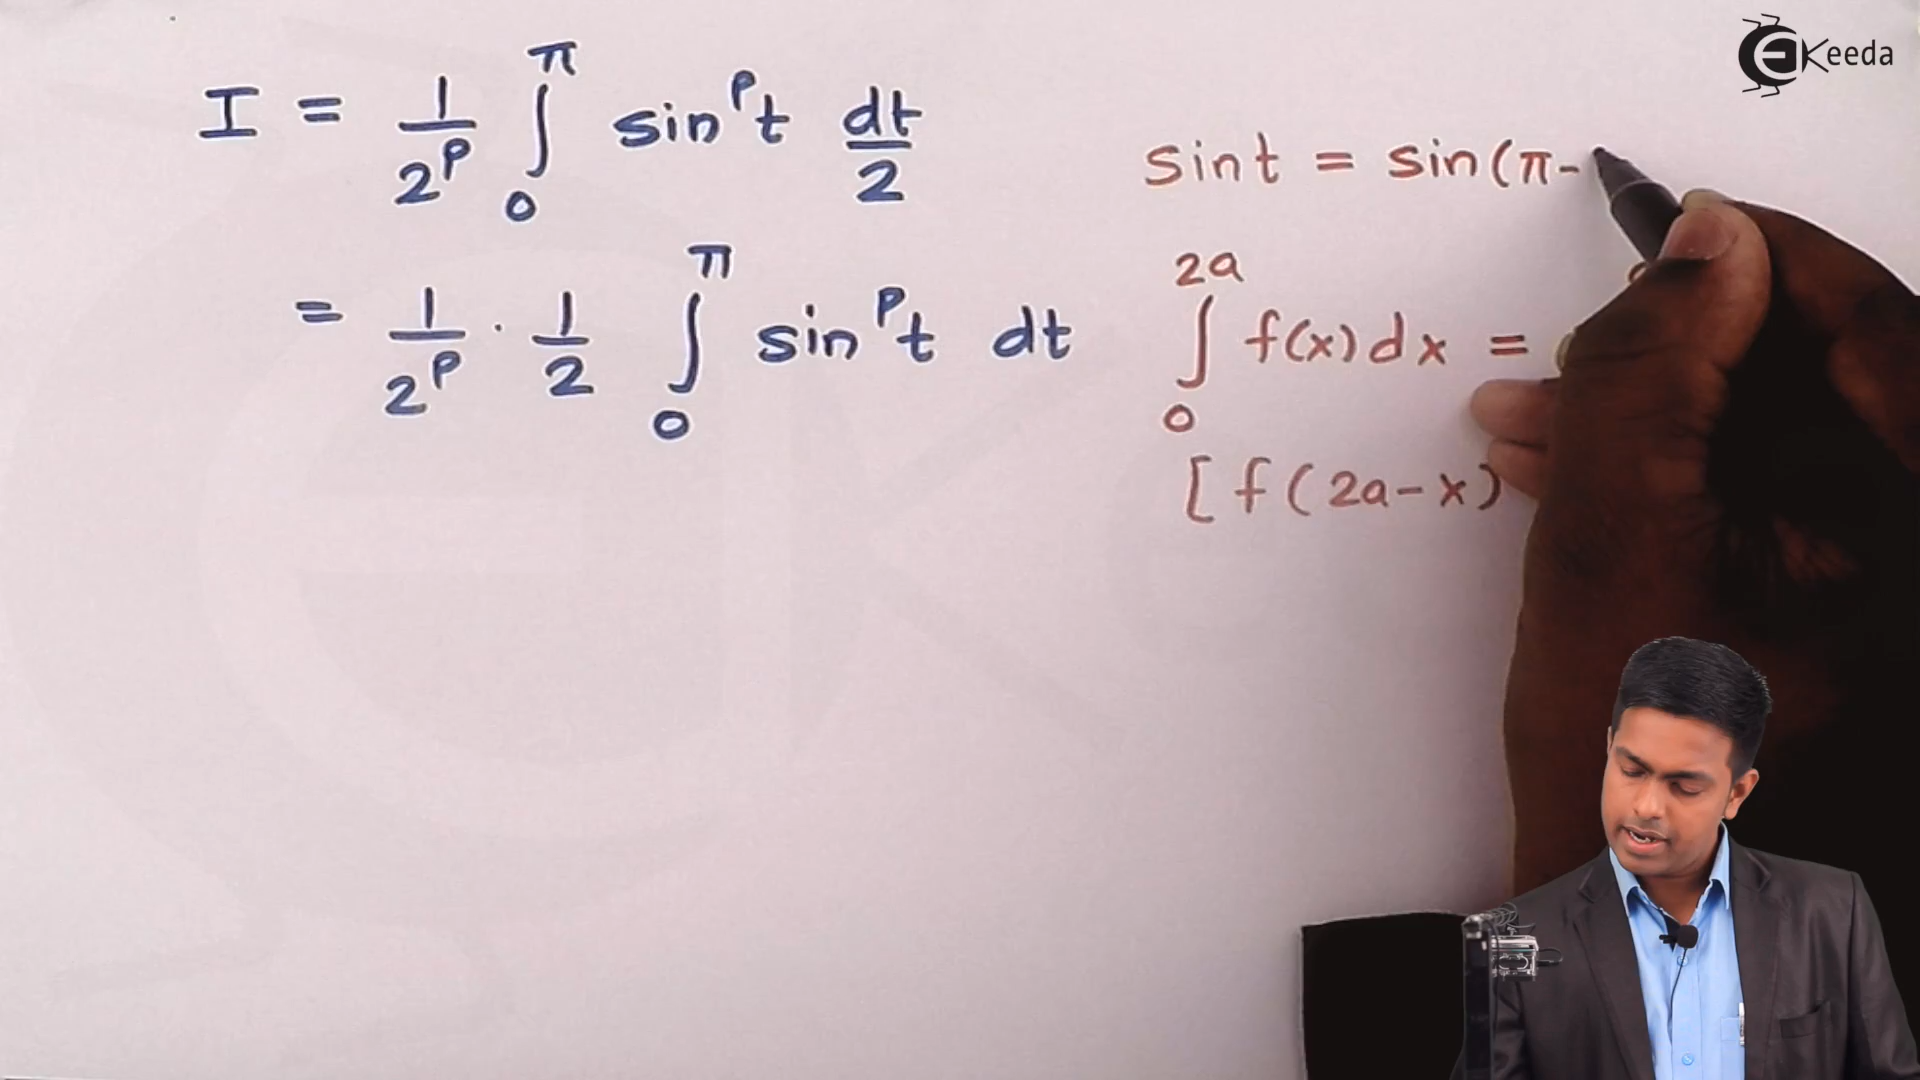 EKeeda
I = 1/2^p ∫_0^π sin^p t dt/2
= 1/2^p · 1/2 ∫_0^π sin^p t dt
sin t = sin(π-
∫_0^2a f(x)dx =
[f(2a-x)